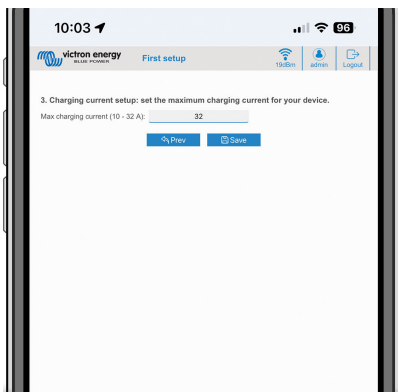 10:03
96
victron energy
BLUE POWER
First setup
19dBm
admin
Logout
3. Charging current setup: set the maximum charging current for your device.
Max charging current (10 - 32 A):
32
Prev
Save